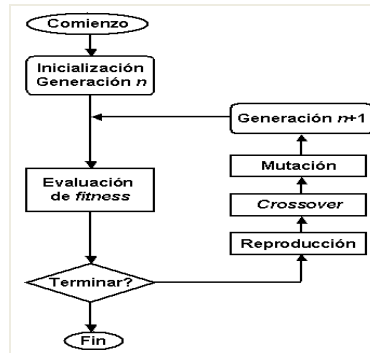 Comienzo
Inicialización
Generación n
Generación n+1
Mutación
Evaluación
de fitness
Crossover
Reproducción
Terminar?
Fin